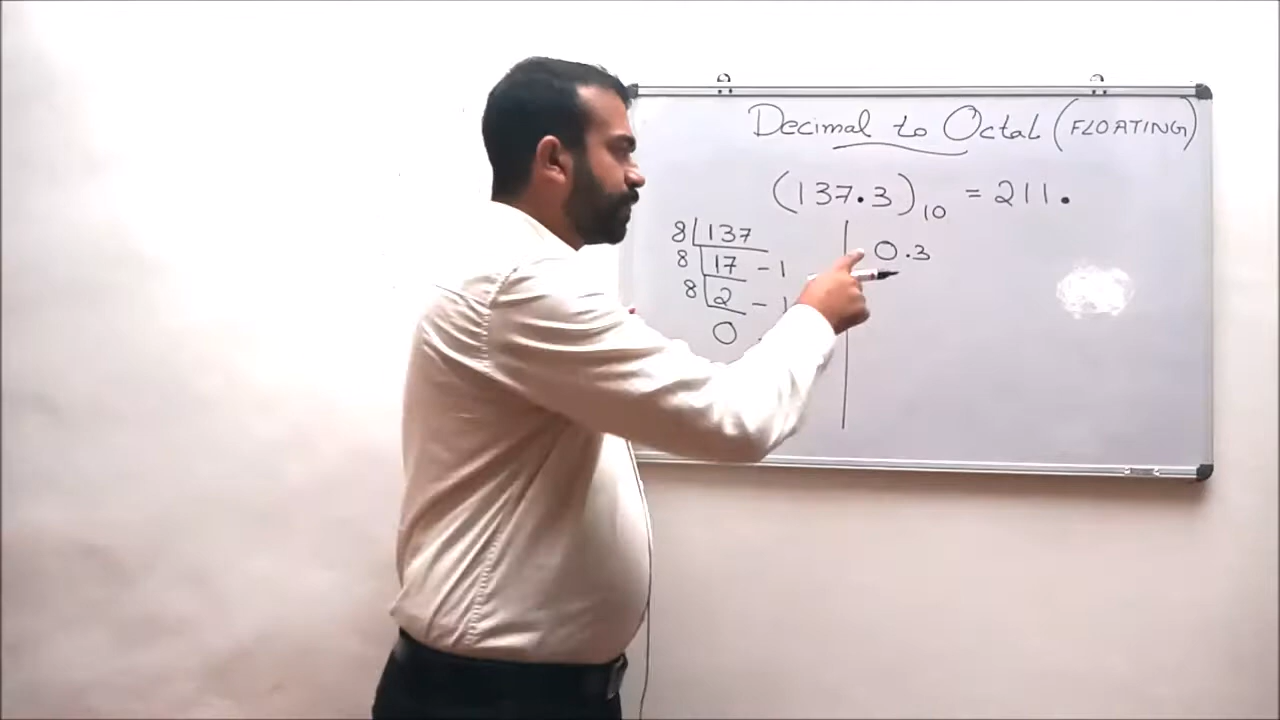 Decimal to Octal (FLOATING)
(137.3)10 = 211.
8 137
8 17 - 1
8 2 - 1
0
0.3